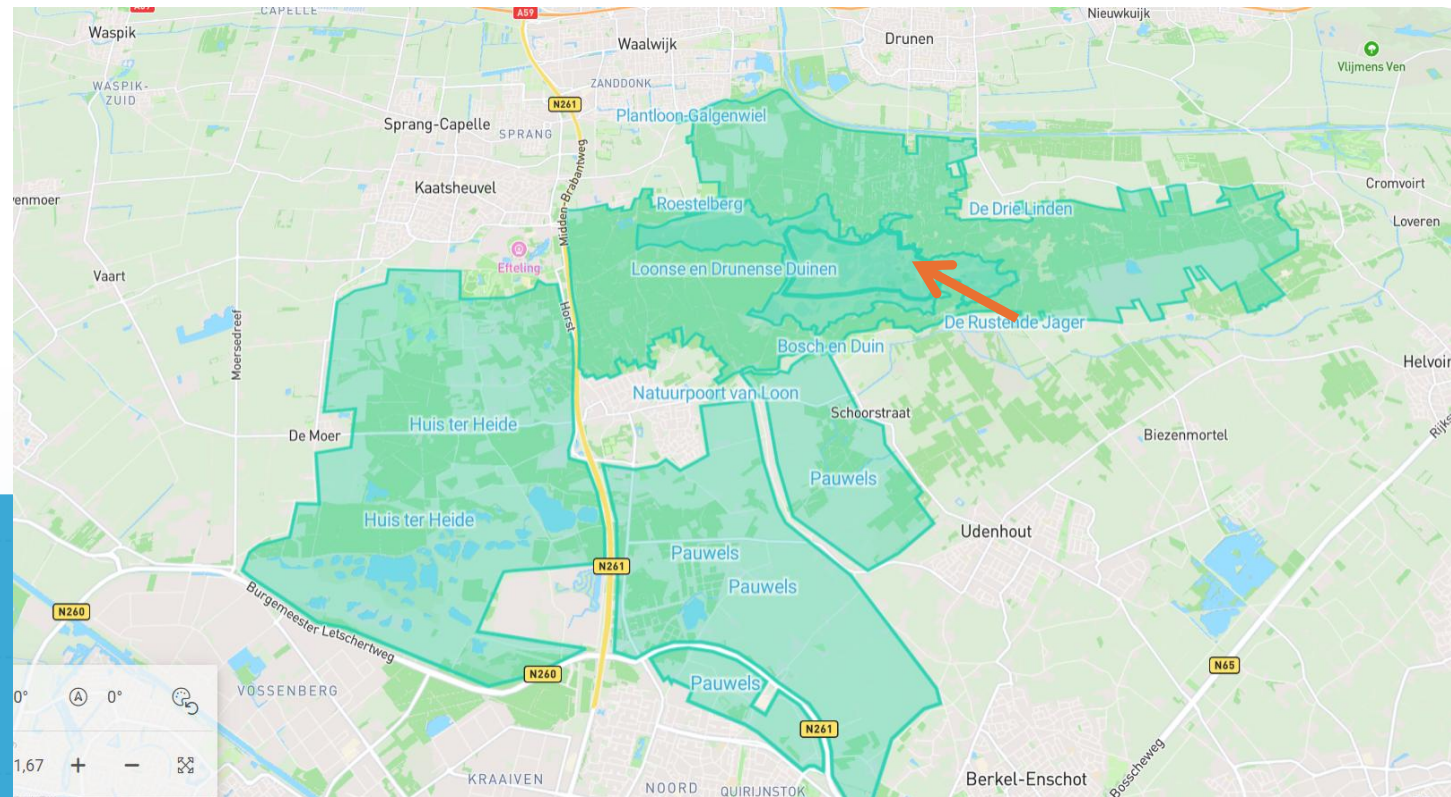 A59
CAPELLE
A59
Nieuwkuijk
Waspik
Waalwijk
Drunen
Vlijmens Ven
WASPIK-
ZUID
ZANDDONK
N261
Plantloon-Galgenwiel
Sprang-Capelle
SPRANG
Midden-Brabantweg
Kaatsheuvel
Cromvoirt
Roestelberg
De Drie Linden
Loveren
Efteling
Vaart
Loonse en Drunense Duinen
Horst
Moersedreef
De Rustende Jager
Bosch en Duin
Natuurpoort van Loon
Schoorstraat
Huis ter Heide
De Moer
Biezenmortel
Pauwels
Huis ter Heide
Udenhout
Pauwels
N261
Pauwels
N260
Burgemeester Letschertweg
N65
N260
VOSSENBERG
Pauwels
0°
A
0°
N261
1,67
+
−
KRAAIVEN
NOORD
QUIRIJNSTOK
Berkel-Enschot
Bosscheweg